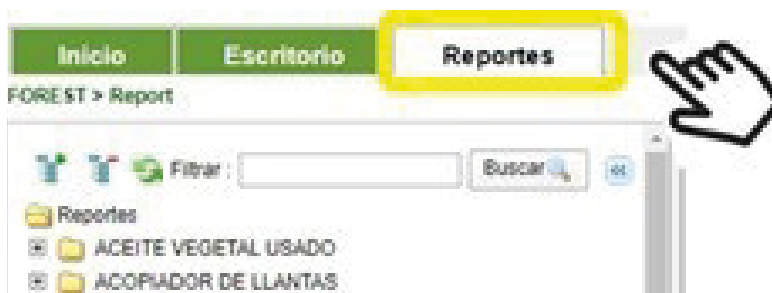 Inicio Escritorio Reportes
FOREST > Report
Filtrar : Buscar
Reportes
ACEITE VEGETAL USADO
ACOPIADOR DE LLANTAS